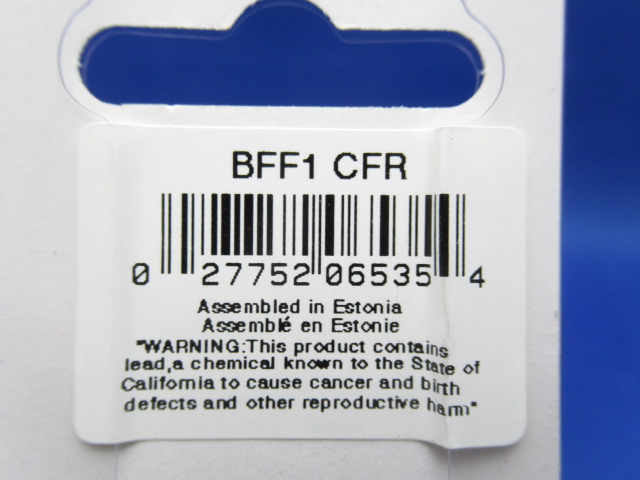 BFF1 CFR
0 27752 06535 4
Assembled in Estonia
Assemblé en Estonie
"WARNING:This product contains
lead,a chemical known to the State of
California to cause cancer and birth
defects and other reproductive harm"